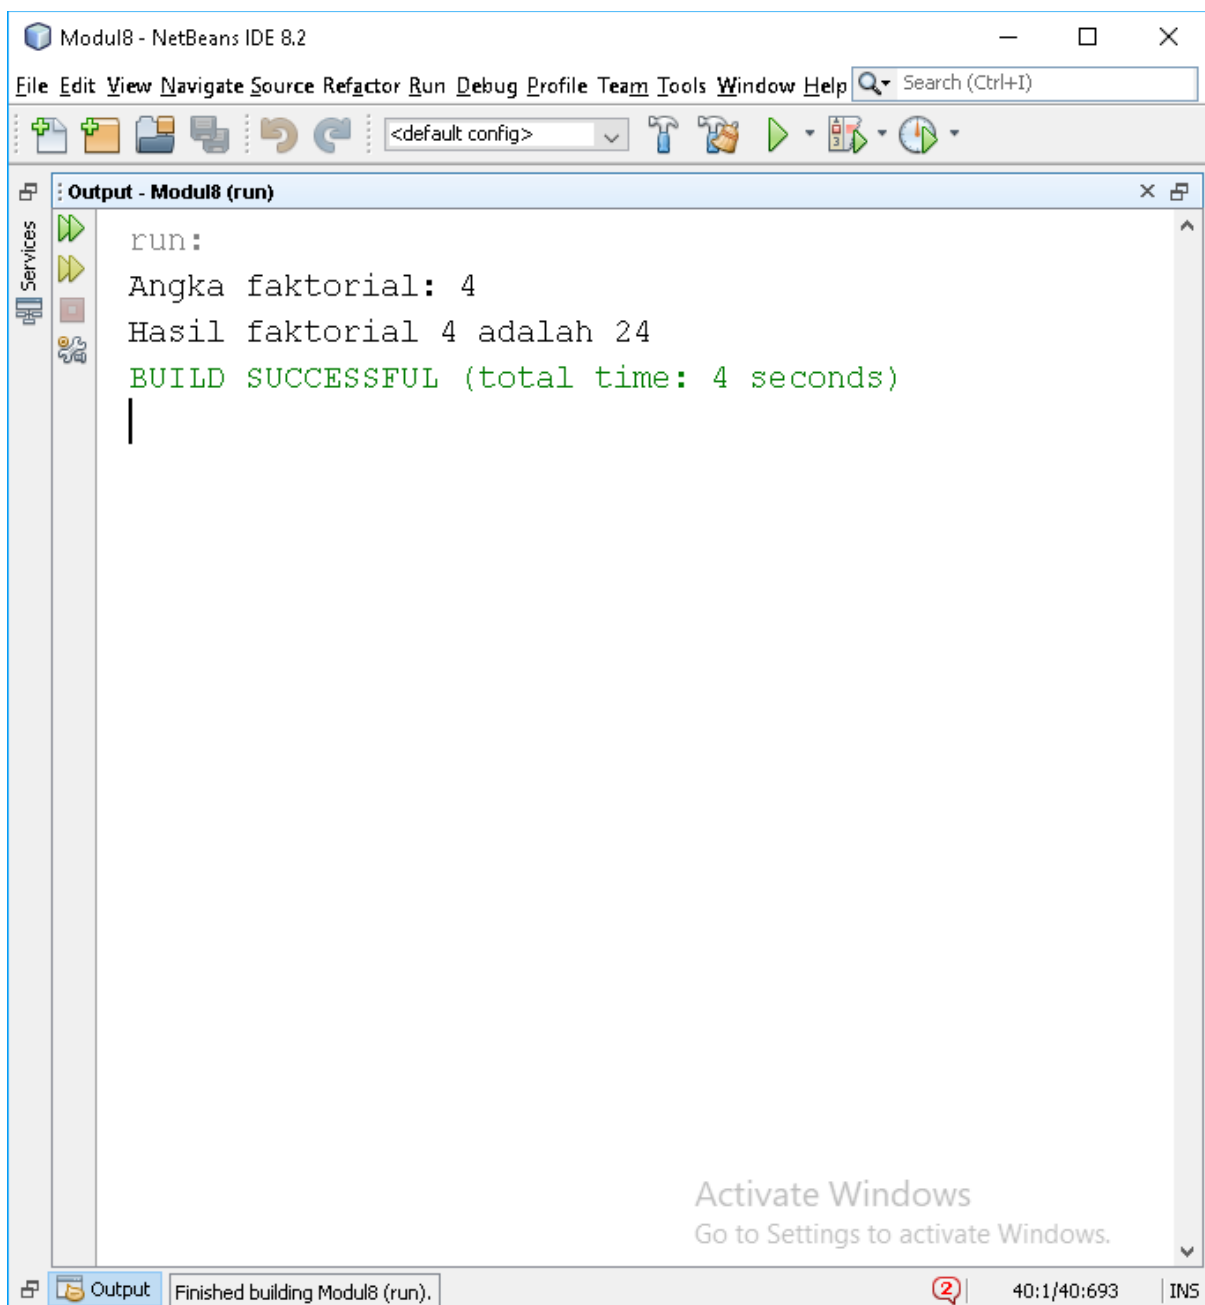 Modul8 - NetBeans IDE 8.2
File Edit View Navigate Source Refactor Run Debug Profile Team Tools Window Help Search (Ctrl+I)
<default config>
Output - Modul8 (run)
Services
run:
Angka faktorial: 4
Hasil faktorial 4 adalah 24
BUILD SUCCESSFUL (total time: 4 seconds)
Activate Windows
Go to Settings to activate Windows.
Output Finished building Modul8 (run). 2 40:1/40:693 INS